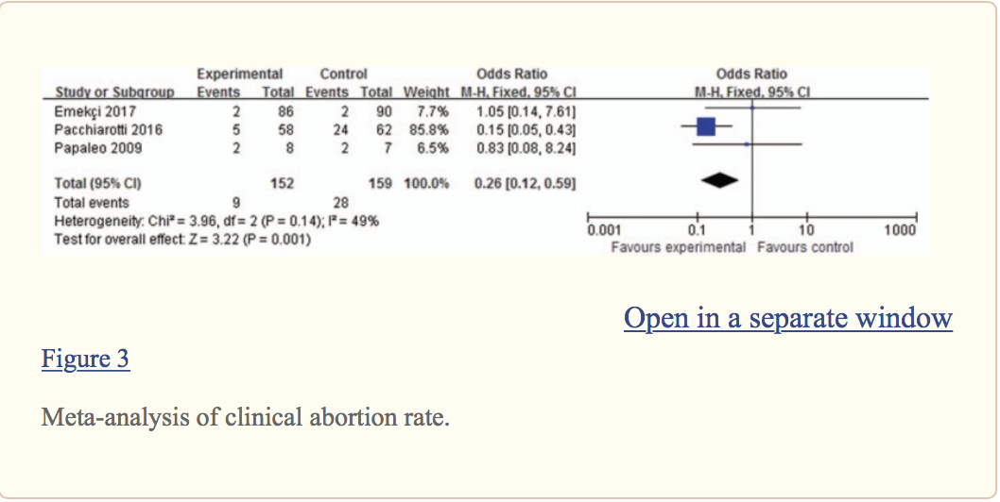 Experimental Control Odds Ratio Odds Ratio
Study or Subgroup Events Total Events Total Weight M-H, Fixed, 95% CI M-H, Fixed, 95% CI
Emekçi 2017 2 86 2 90 7.7% 1.05 [0.14, 7.61]
Pacchiarotti 2016 5 58 24 62 85.8% 0.15 [0.05, 0.43]
Papaleo 2009 2 8 2 7 6.5% 0.83 [0.08, 8.24]
Total (95% CI) 152 159 100.0% 0.26 [0.12, 0.59]
Total events 9 28
Heterogeneity: Chi² = 3.96, df = 2 (P = 0.14); I² = 49%
Test for overall effect: Z = 3.22 (P = 0.001)
0.001 0.1 1 10 1000
Favours experimental Favours control
Open in a separate window
Figure 3
Meta-analysis of clinical abortion rate.